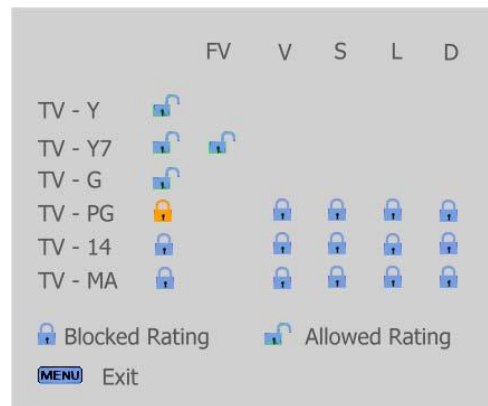 FV V S L D
TV - Y
TV - Y7
TV - G
TV - PG
TV - 14
TV - MA
Blocked Rating Allowed Rating
MENU Exit